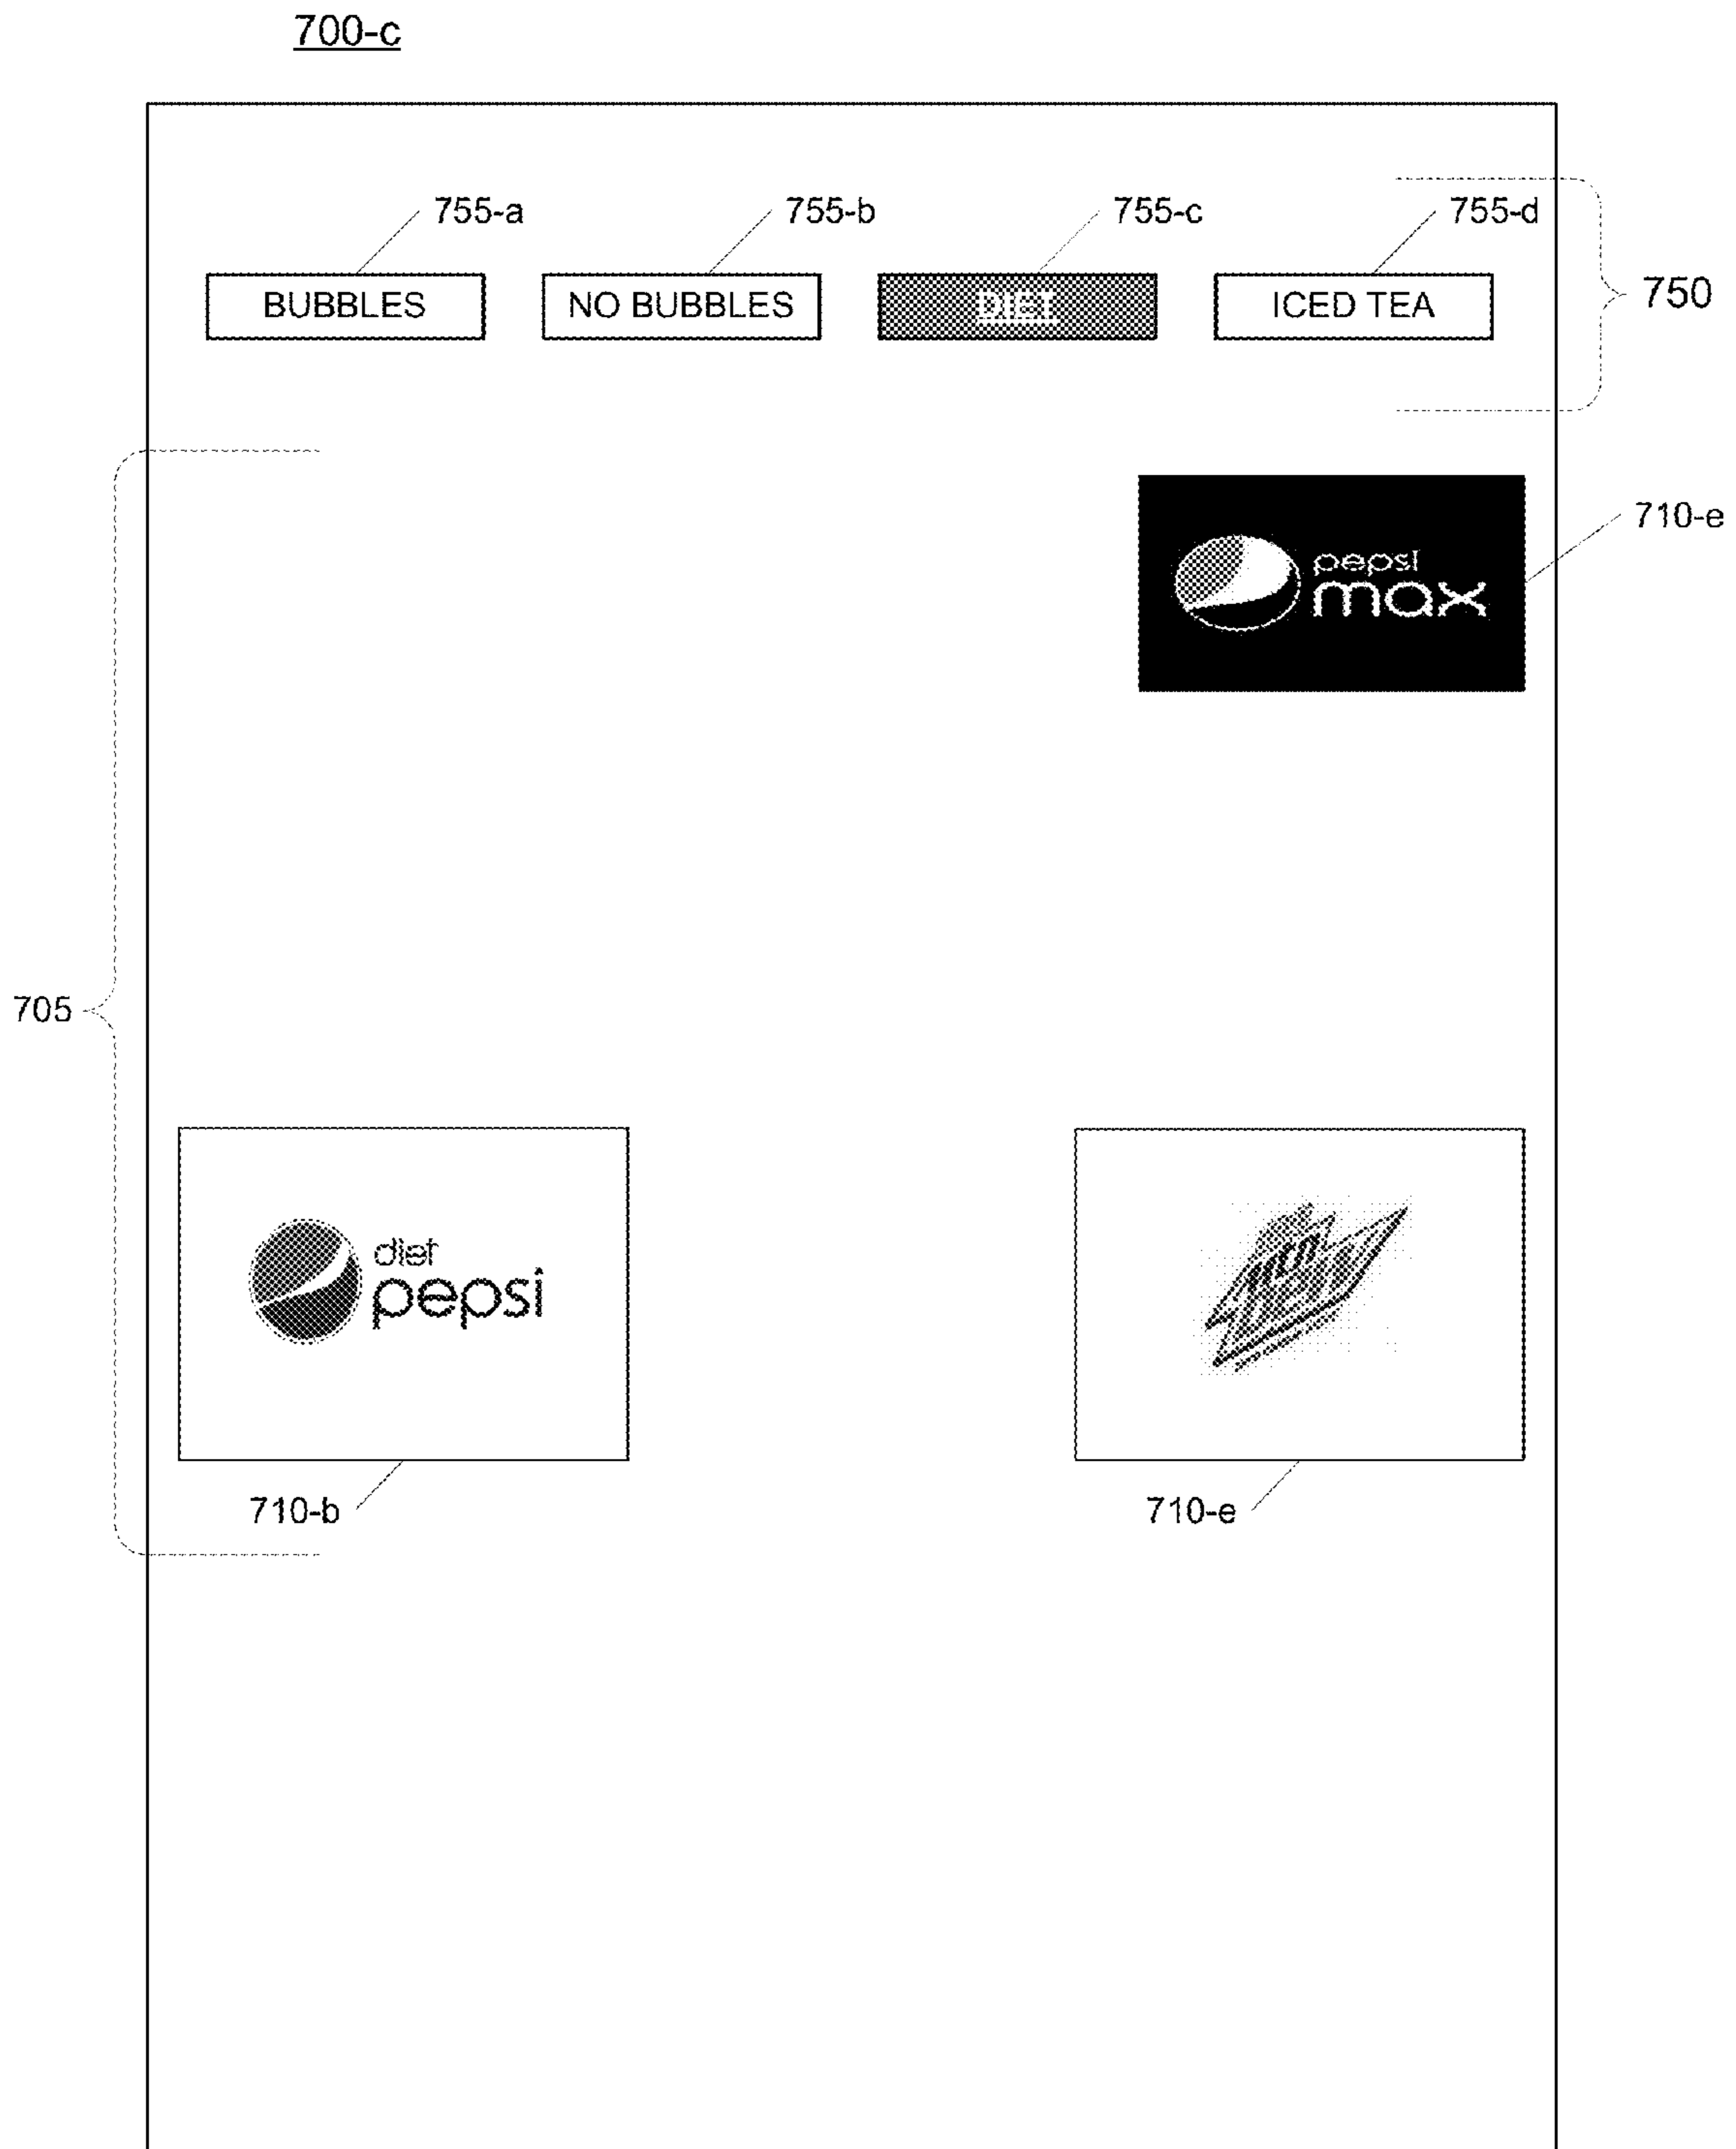 700-c
755-a 755-b 755-c 755-d
BUBBLES NO BUBBLES DIET ICED TEA
750
710-e
pepsi
max
705
diet
pepsi
710-b 710-e